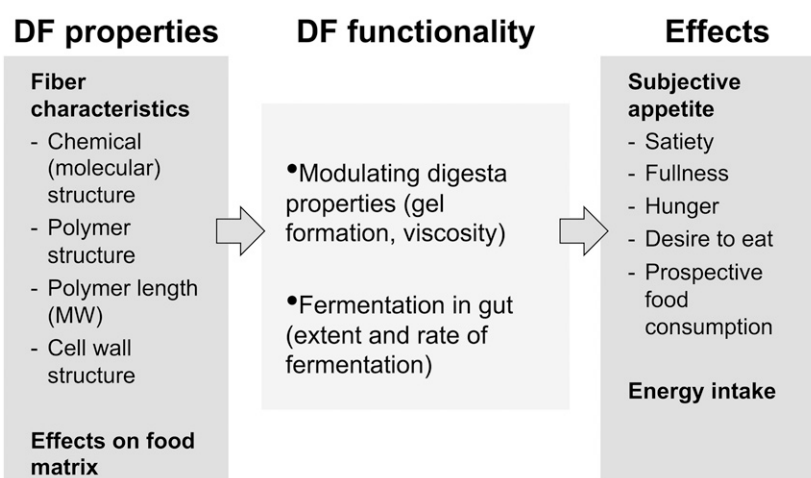 DF properties
Fiber
characteristics
- Chemical
(molecular)
structure
- Polymer
structure
- Polymer length
(MW)
- Cell wall
structure
Effects on food
matrix
DF functionality
•Modulating digesta
properties (gel
formation, viscosity)
•Fermentation in gut
(extent and rate of
fermentation)
Effects
Subjective
appetite
- Satiety
- Fullness
- Hunger
- Desire to eat
- Prospective
food
consumption
Energy intake